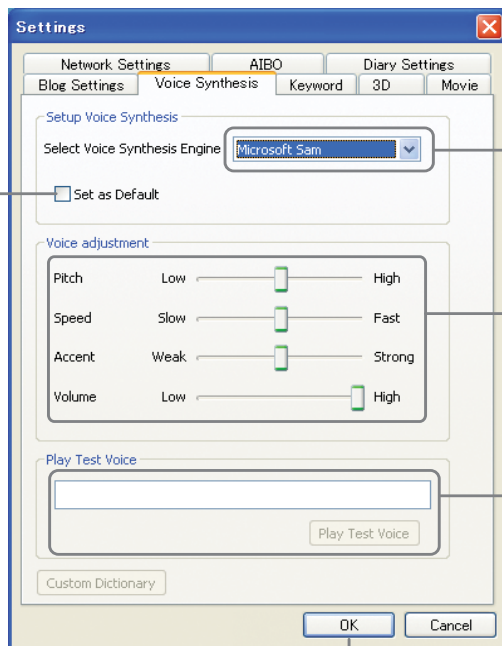 Settings
Network Settings AIBO Diary Settings
Blog Settings Voice Synthesis Keyword 3D Movie
Setup Voice Synthesis
Select Voice Synthesis Engine Microsoft Sam
Set as Default
Voice adjustment
Pitch Low High
Speed Slow Fast
Accent Weak Strong
Volume Low High
Play Test Voice
Play Test Voice
Custom Dictionary
OK Cancel